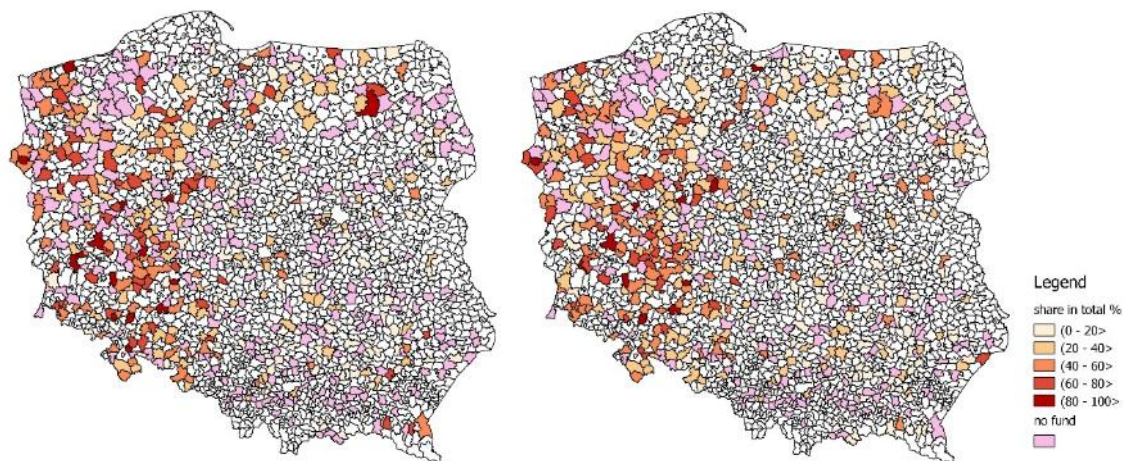 Legend
share in total %
(0 - 20>
(20 - 40>
(40 - 60>
(60 - 80>
(80 - 100>
no fund